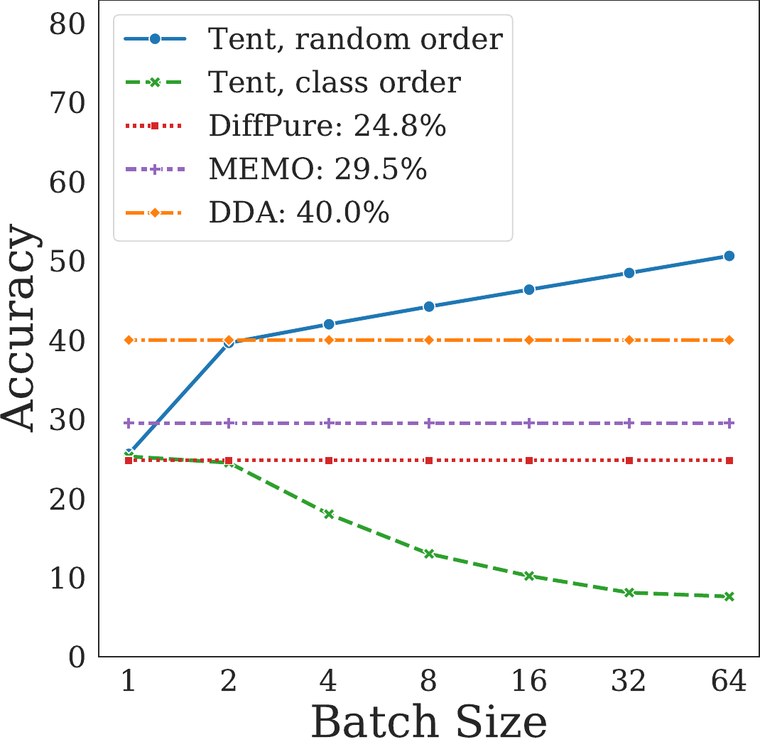 Tent, random order
Tent, class order
DiffPure: 24.8%
MEMO: 29.5%
DDA: 40.0%
80
70
60
50
40
30
20
10
0
Accuracy
1 2 4 8 16 32 64
Batch Size